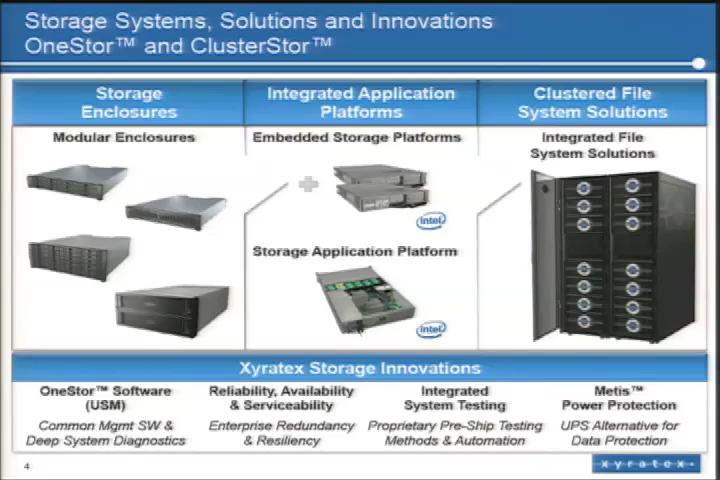 Storage Systems, Solutions and Innovations
OneStor™ and ClusterStor™
Storage
Enclosures
Integrated Application
Platforms
Clustered File
System Solutions
Modular Enclosures
Embedded Storage Platforms
Integrated File
System Solutions
intel
Storage Application Platform
intel
Xyratex Storage Innovations
OneStor™ Software
(USM)
Common Mgmt SW &
Deep System Diagnostics
Reliability, Availability
& Serviceability
Enterprise Redundancy
& Resiliency
Integrated
System Testing
Proprietary Pre-Ship Testing
Methods & Automation
Metis™
Power Protection
UPS Alternative for
Data Protection
4
xyratex